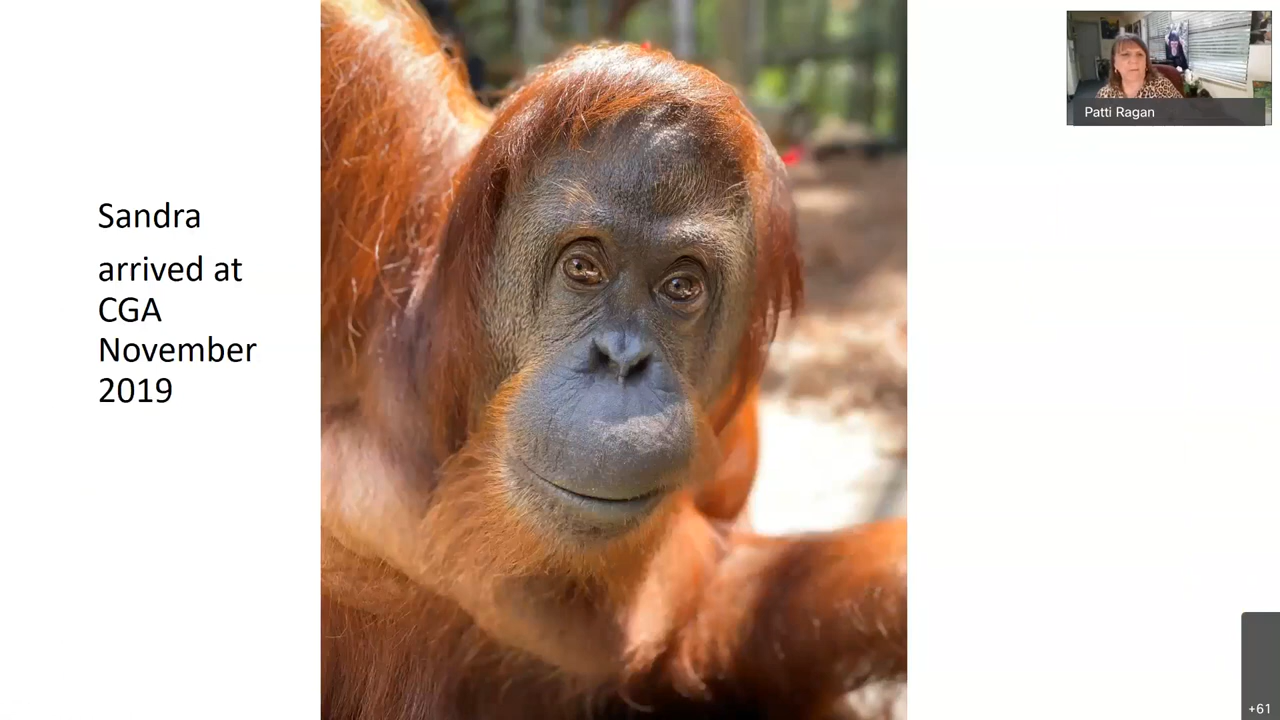 Sandra
arrived at
CGA
November
2019
Patti Ragan
+61